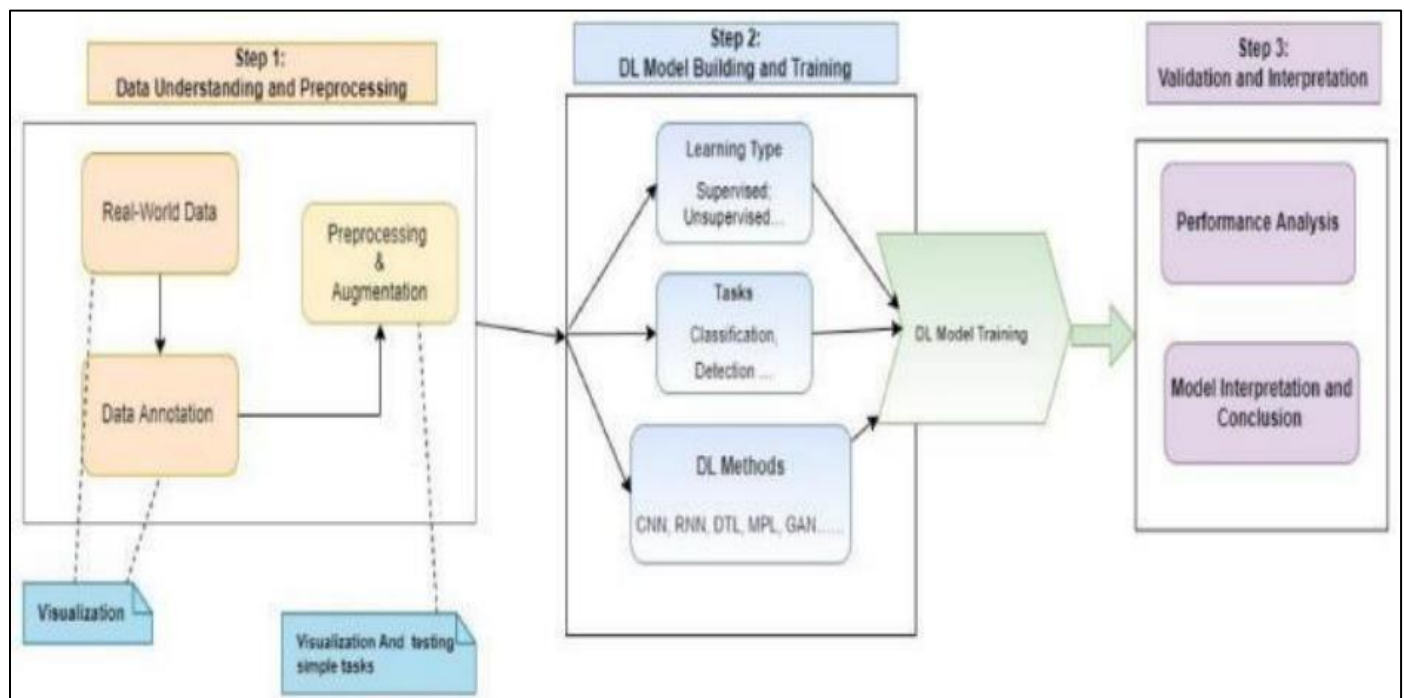 Step 1:
Data Understanding and Preprocessing
Real-World Data
Data Annotation
Preprocessing
&
Augmentation
Visualization
Visualization And testing
simple tasks
Step 2:
DL Model Building and Training
Learning Type
Supervised;
Unsupervised...
Tasks
Classification,
Detection ....
DL Methods
CNN, RNN, DTL, MPL, GAN......
DL Model Training
Step 3:
Validation and Interpretation
Performance Analysis
Model Interpretation and
Conclusion